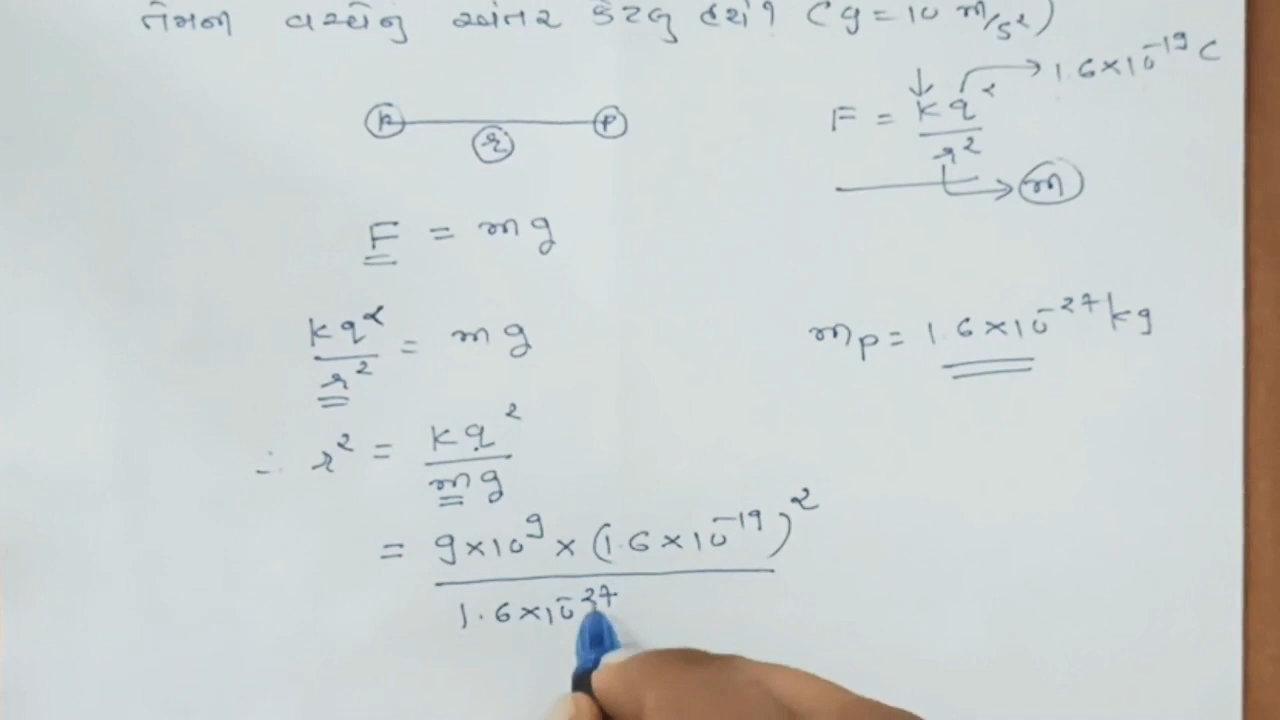 તેમના વચ્ચેનું અંતર કેટલુ હશે? (g = 10 m/s²)
P P
r
F = kq²/r²
1.6×10⁻¹⁹ C
m
F = mg
kq²/r² = mg
mp = 1.6×10⁻²⁷ kg
∴ r² = kq²/mg
= 9×10⁹ × (1.6×10⁻¹⁹)²
1.6×10⁻²⁷